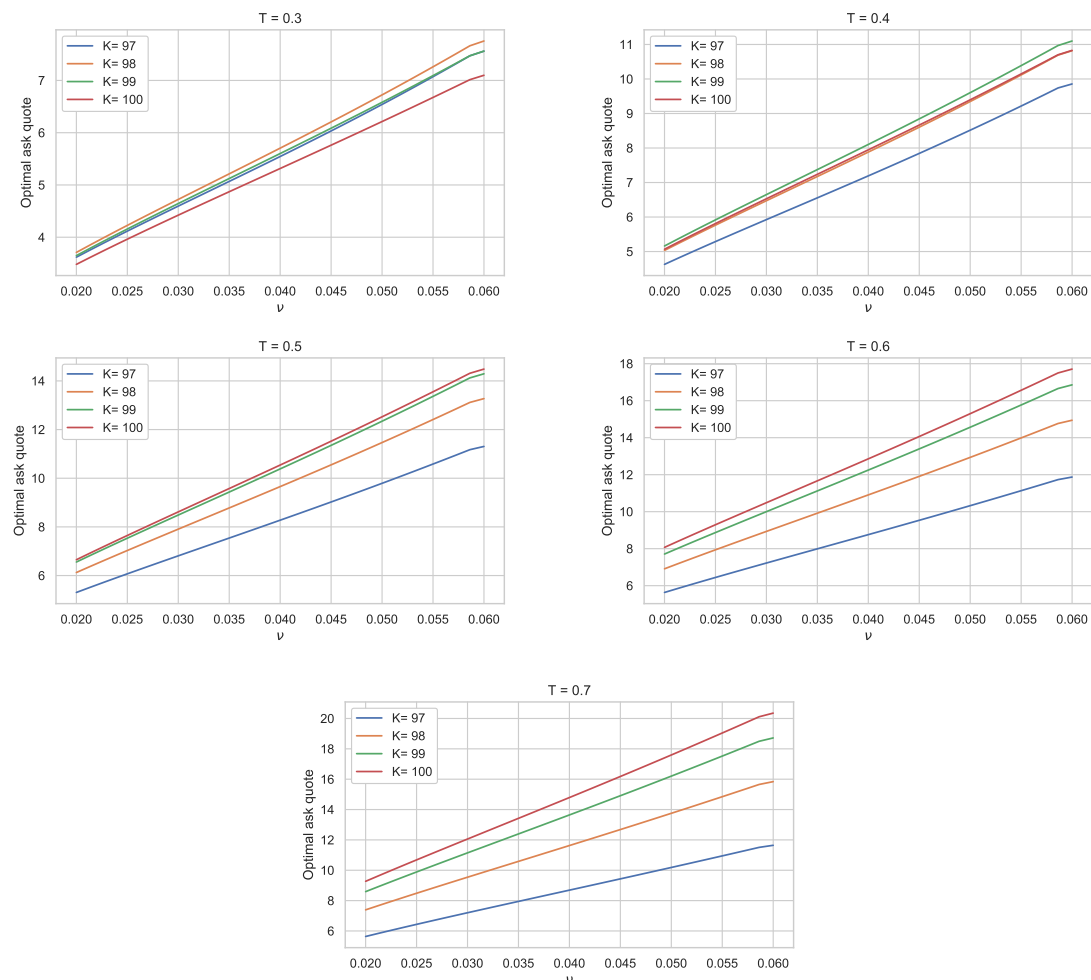 T = 0.3
K= 97
K= 98
K= 99
K= 100
Optimal ask quote
7
6
5
4
0.020 0.025 0.030 0.035 0.040 0.045 0.050 0.055 0.060
ν
T = 0.4
K= 97
K= 98
K= 99
K= 100
Optimal ask quote
11
10
9
8
7
6
5
0.020 0.025 0.030 0.035 0.040 0.045 0.050 0.055 0.060
ν
T = 0.5
K= 97
K= 98
K= 99
K= 100
Optimal ask quote
14
12
10
8
6
0.020 0.025 0.030 0.035 0.040 0.045 0.050 0.055 0.060
ν
T = 0.6
K= 97
K= 98
K= 99
K= 100
Optimal ask quote
18
16
14
12
10
8
6
0.020 0.025 0.030 0.035 0.040 0.045 0.050 0.055 0.060
ν
T = 0.7
K= 97
K= 98
K= 99
K= 100
Optimal ask quote
20
18
16
14
12
10
8
6
0.020 0.025 0.030 0.035 0.040 0.045 0.050 0.055 0.060
ν